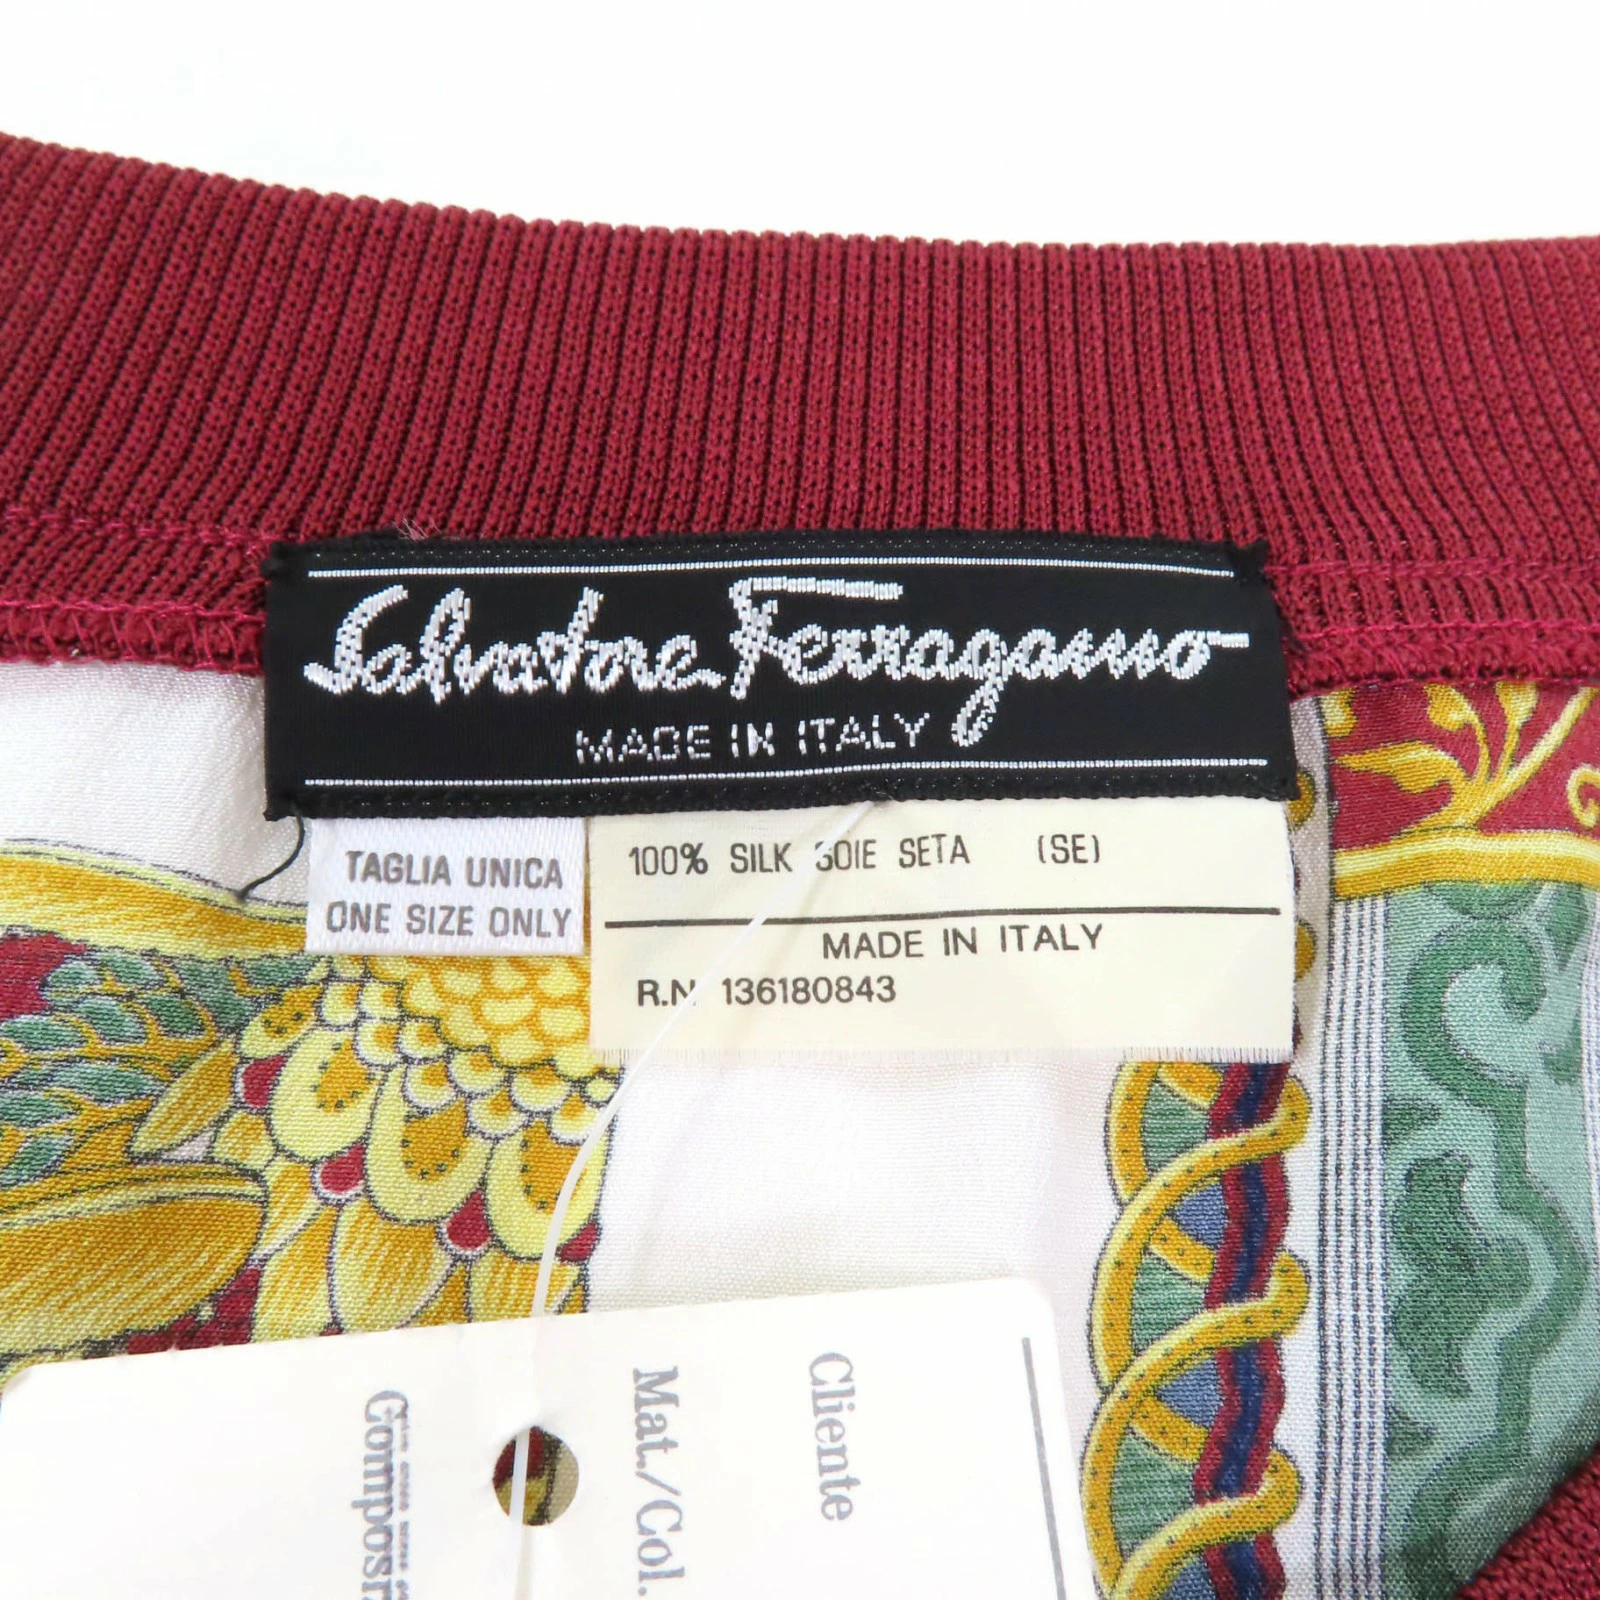 Salvatore Ferragamo
MADE IN ITALY
TAGLIA UNICA
ONE SIZE ONLY
100% SILK SOIE SETA (SE)
MADE IN ITALY
R.N. 136180843
Cliente
Mat./Col.